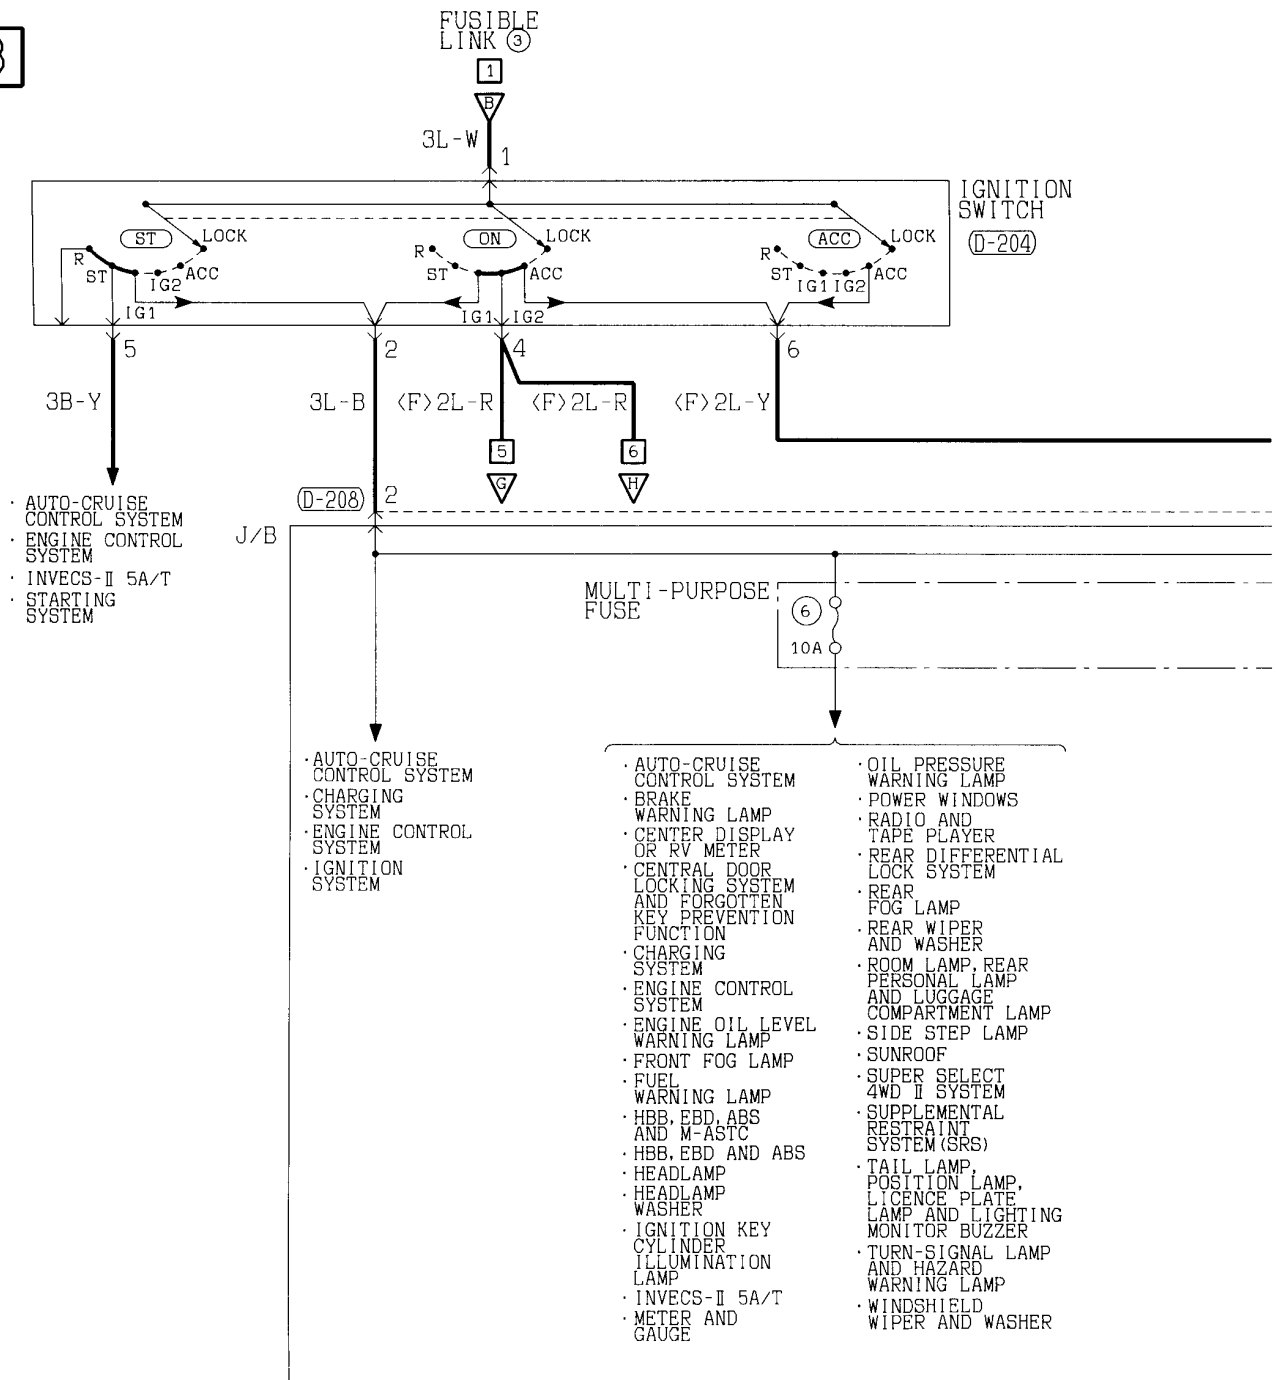 FUSIBLE
LINK ③
1
B
3L-W
1
IGNITION
SWITCH
(D-204)
ST
LOCK
R
ST
IG1
IG2
ACC
ON
LOCK
R
ST
IG1
IG2
ACC
ACC
LOCK
R
ST
IG1
IG2
ACC
5
2
4
6
3B-Y
3L-B
<F>2L-R
<F>2L-R
<F>2L-Y
5
6
G
H
· AUTO-CRUISE
CONTROL SYSTEM
· ENGINE CONTROL
SYSTEM
· INVECS-Ⅱ 5A/T
· STARTING
SYSTEM
(D-208)
2
J/B
MULTI-PURPOSE
FUSE
6
10A
· AUTO-CRUISE
CONTROL SYSTEM
· CHARGING
SYSTEM
· ENGINE CONTROL
SYSTEM
· IGNITION
SYSTEM
· AUTO-CRUISE
CONTROL SYSTEM
· BRAKE
WARNING LAMP
· CENTER DISPLAY
OR RV METER
· CENTRAL DOOR
LOCKING SYSTEM
AND FORGOTTEN
KEY PREVENTION
FUNCTION
· CHARGING
SYSTEM
· ENGINE CONTROL
SYSTEM
· ENGINE OIL LEVEL
WARNING LAMP
· FRONT FOG LAMP
· FUEL
WARNING LAMP
· HBB, EBD, ABS
AND M-ASTC
· HBB, EBD AND ABS
· HEADLAMP
· HEADLAMP
WASHER
· IGNITION KEY
CYLINDER
ILLUMINATION
LAMP
· INVECS-Ⅱ 5A/T
· METER AND
GAUGE
· OIL PRESSURE
WARNING LAMP
· POWER WINDOWS
· RADIO AND
TAPE PLAYER
· REAR DIFFERENTIAL
LOCK SYSTEM
· REAR
FOG LAMP
· REAR WIPER
AND WASHER
· ROOM LAMP, REAR
PERSONAL LAMP
AND LUGGAGE
COMPARTMENT LAMP
· SIDE STEP LAMP
· SUNROOF
· SUPER SELECT
4WD Ⅱ SYSTEM
· SUPPLEMENTAL
RESTRAINT
SYSTEM(SRS)
· TAIL LAMP,
POSITION LAMP,
LICENCE PLATE
LAMP AND LIGHTING
MONITOR BUZZER
· TURN-SIGNAL LAMP
AND HAZARD
WARNING LAMP
· WINDSHIELD
WIPER AND WASHER